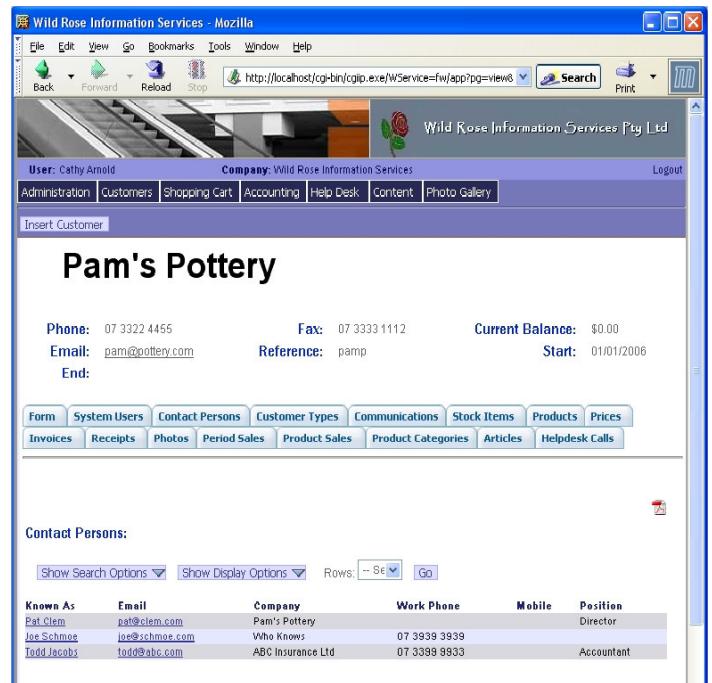 Wild Rose Information Services - Mozilla
File Edit View Go Bookmarks Tools Window Help
Back Forward Reload Stop http://localhost/cgi-bin/cgiip.exe/WService=fw/app?pg=view8 Search Print
Wild Rose Information Services Pty Ltd
User: Cathy Arnold Company: Wild Rose Information Services Logout
Administration Customers Shopping Cart Accounting Help Desk Content Photo Gallery
Insert Customer
Pam's Pottery
Phone: 07 3322 4455 Fax: 07 3333 1112 Current Balance: $0.00
Email: pam@pottery.com Reference: pamp Start: 01/01/2006
End:
Form System Users Contact Persons Customer Types Communications Stock Items Products Prices
Invoices Receipts Photos Period Sales Product Sales Product Categories Articles Helpdesk Calls
Contact Persons:
Show Search Options Show Display Options Rows: -- Se Go
Known As Email Company Work Phone Mobile Position
Pat Clem pat@clem.com Pam's Pottery Director
Joe Schmoe joe@schmoe.com Who Knows 07 3939 3939
Todd Jacobs todd@abc.com ABC Insurance Ltd 07 3399 9933 Accountant